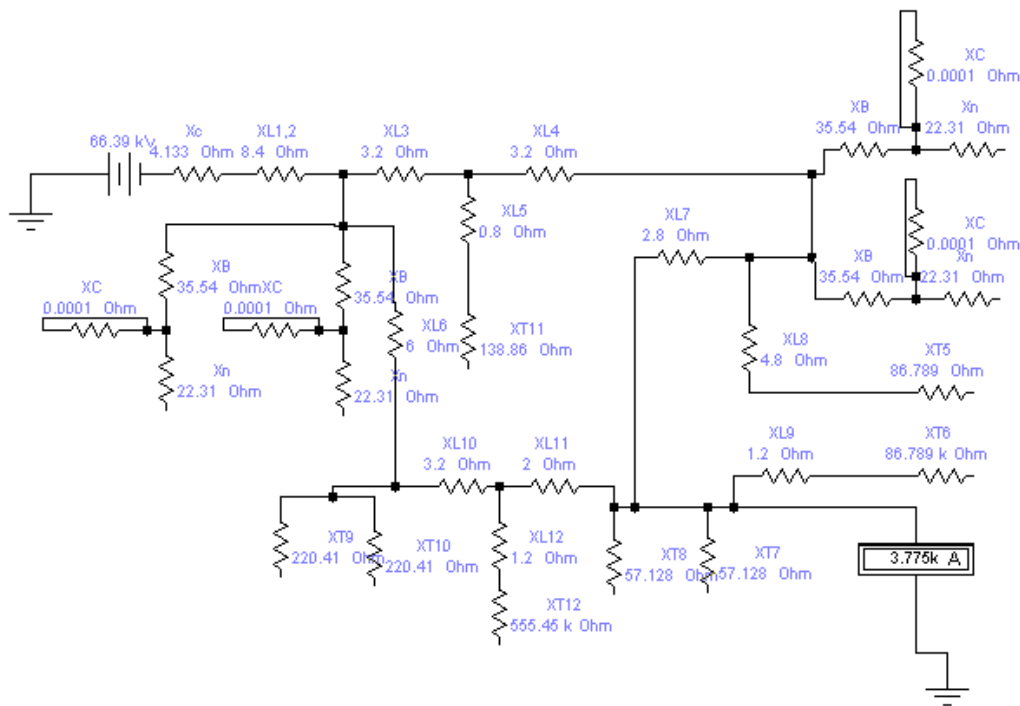 XC
0.0001 Ohm
XB
Xn
35.54 Ohm
22.31 Ohm
66.39 kV
Xc
XL1,2
XL3
XL4
4.133 Ohm
8.4 Ohm
3.2 Ohm
3.2 Ohm
XL5
0.8 Ohm
XL7
2.8 Ohm
XC
0.0001 Ohm
XB
Xn
35.54 Ohm
22.31 Ohm
XB
35.54 Ohm
XC
0.0001 Ohm
XC
0.0001 Ohm
XB
35.54 Ohm
XL6
6 Ohm
XT11
138.86 Ohm
XL8
4.8 Ohm
XT5
86.789 Ohm
Xn
22.31 Ohm
Xn
22.31 Ohm
XL10
3.2 Ohm
XL11
2 Ohm
XL9
1.2 Ohm
XT6
86.789 k Ohm
XT9
220.41 Ohm
XT10
220.41 Ohm
XL12
1.2 Ohm
XT8
57.128 Ohm
XT7
57.128 Ohm
3.775k A
XT12
555.45 k Ohm